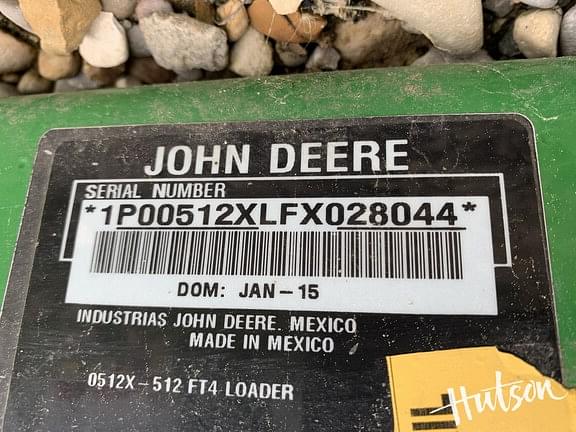 JOHN DEERE
SERIAL NUMBER
*1P00512XLFX028044*
DOM: JAN-15
INDUSTRIAS JOHN DEERE. MEXICO
MADE IN MEXICO
0512X-512 FT4 LOADER
Hutson